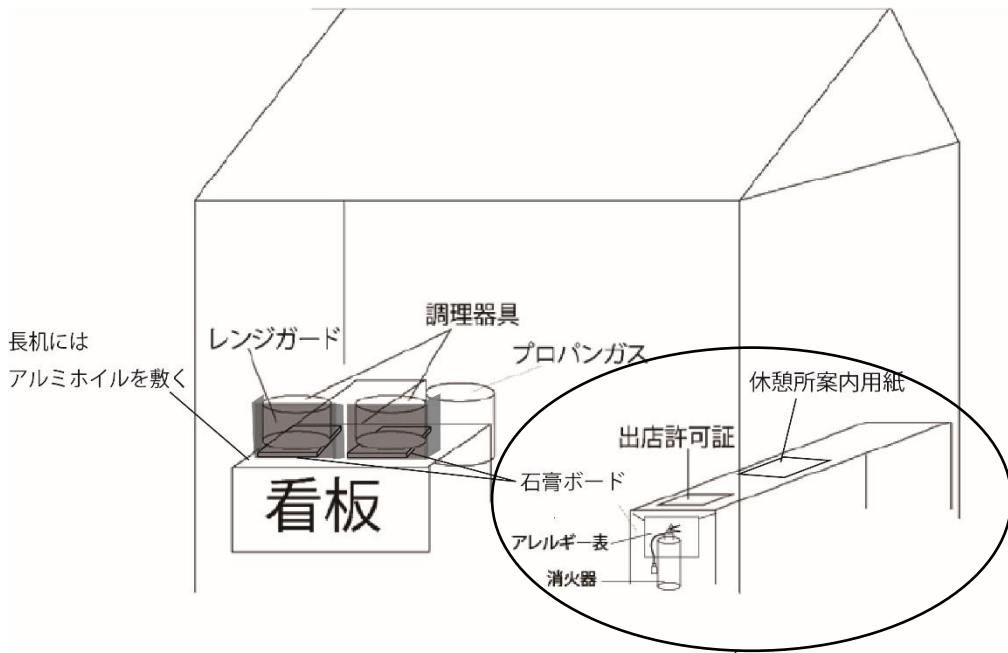 調理器具
レンジガード
長机には
アルミホイルを敷く
プロパンガス
休憩所案内用紙
出店許可証
石膏ボード
看板
アレルギー表
消火器